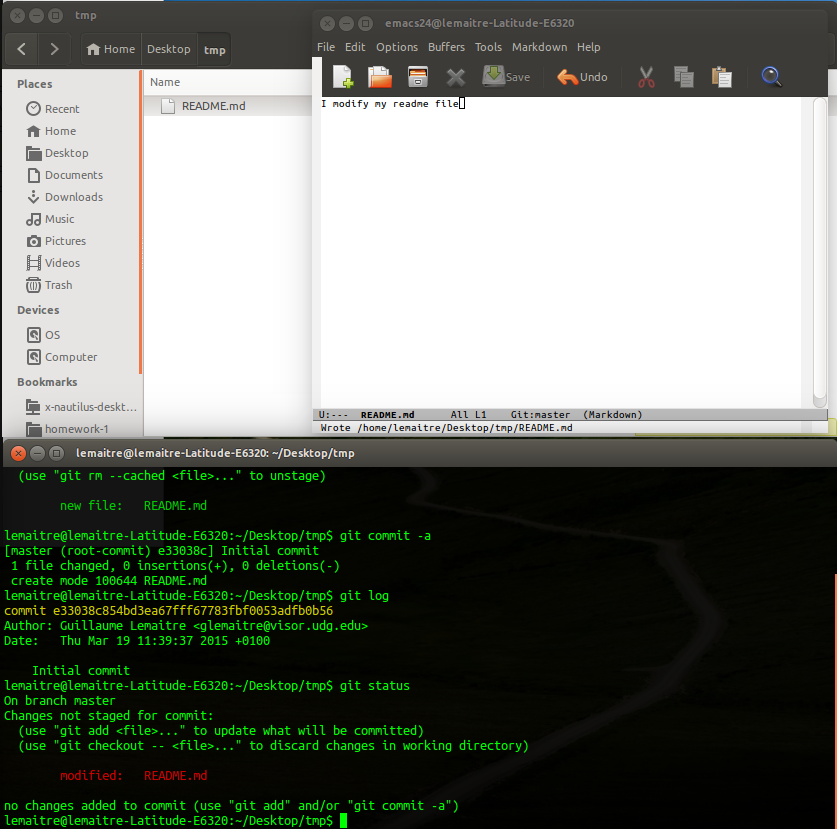 tmp
Home Desktop tmp
Places
Recent
Home
Desktop
Documents
Downloads
Music
Pictures
Videos
Trash
Devices
OS
Computer
Bookmarks
x-nautilus-deskt...
homework-1
Name
README.md
emacs24@lemaitre-Latitude-E6320
File Edit Options Buffers Tools Markdown Help
Save Undo
I modify my readme file
U:--- README.md All L1 Git:master (Markdown)
Wrote /home/lemaitre/Desktop/tmp/README.md
lemaitre@lemaitre-Latitude-E6320: ~/Desktop/tmp
(use "git rm --cached <file>..." to unstage)
new file: README.md
lemaitre@lemaitre-Latitude-E6320:~/Desktop/tmp$ git commit -a
[master (root-commit) e33038c] Initial commit
1 file changed, 0 insertions(+), 0 deletions(-)
create mode 100644 README.md
lemaitre@lemaitre-Latitude-E6320:~/Desktop/tmp$ git log
commit e33038c854bd3ea67fff67783fbf0053adfb0b56
Author: Guillaume Lemaitre <glemaitre@visor.udg.edu>
Date: Thu Mar 19 11:39:37 2015 +0100
Initial commit
lemaitre@lemaitre-Latitude-E6320:~/Desktop/tmp$ git status
On branch master
Changes not staged for commit:
(use "git add <file>..." to update what will be committed)
(use "git checkout -- <file>..." to discard changes in working directory)
modified: README.md
no changes added to commit (use "git add" and/or "git commit -a")
lemaitre@lemaitre-Latitude-E6320:~/Desktop/tmp$